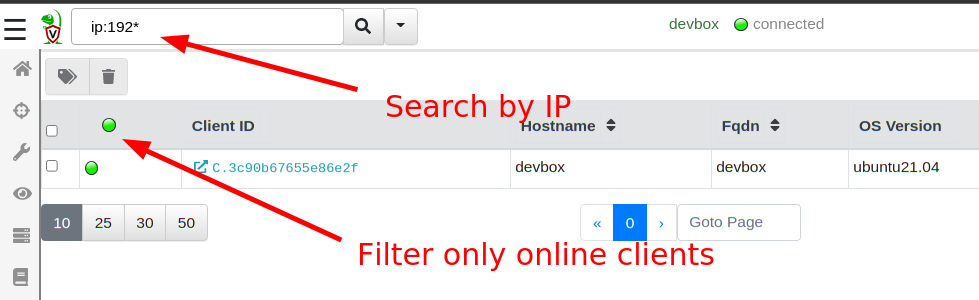 ip:192*
devbox connected
Search by IP
Client ID Hostname Fqdn OS Version
C.3c90b67655e86e2f devbox devbox ubuntu21.04
10 25 30 50 « 0 › Goto Page
Filter only online clients